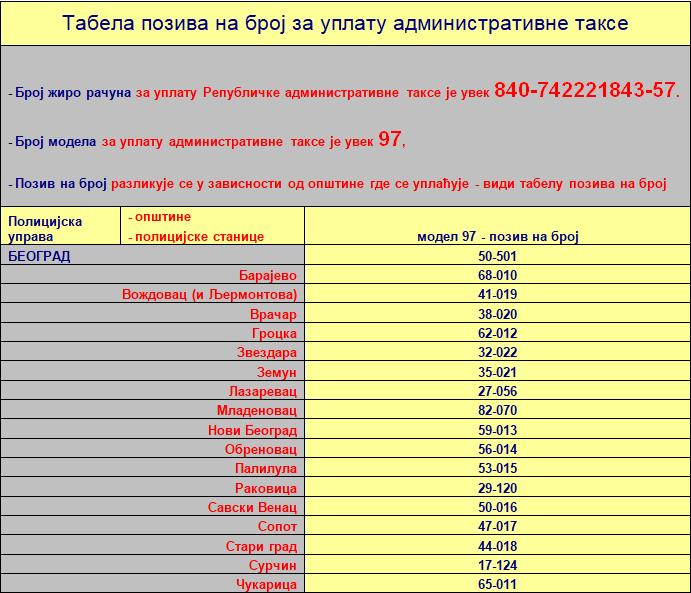 Табела позива на број за уплату административне таксе
- Број жиро рачуна за уплату Републичке административне таксе је увек 840-742221843-57.
- Број модела за уплату административне таксе је увек 97,
- Позив на број разликује се у зависности од општине где се уплаћује - види табелу позива на број
Полицијска управа - општине - полицијске станице модел 97 - позив на број
БЕОГРАД 50-501
Барајево 68-010
Вождовац (и Љермонтова) 41-019
Врачар 38-020
Гроцка 62-012
Звездара 32-022
Земун 35-021
Лазаревац 27-056
Младеновац 82-070
Нови Београд 59-013
Обреновац 56-014
Палилула 53-015
Раковица 29-120
Савски Венац 50-016
Сопот 47-017
Стари град 44-018
Сурчин 17-124
Чукарица 65-011